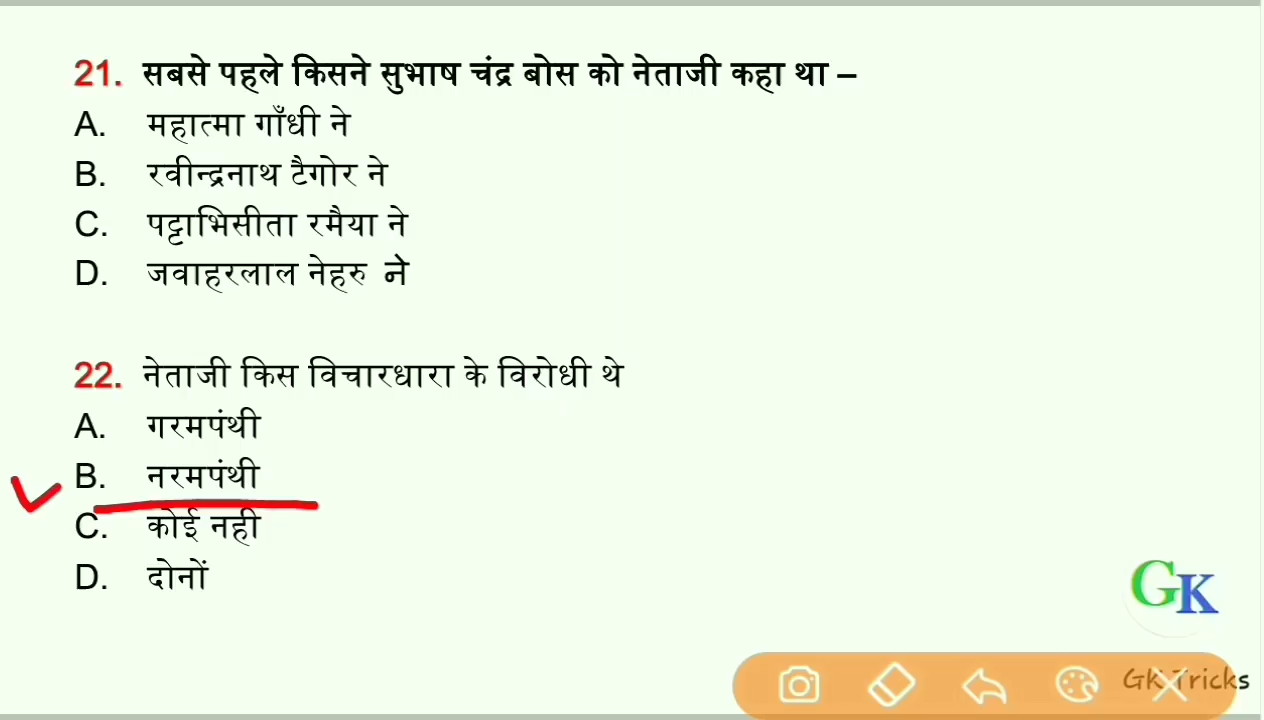 21. सबसे पहले किसने सुभाष चंद्र बोस को नेताजी कहा था –
A. महात्मा गाँधी ने
B. रवीन्द्रनाथ टैगोर ने
C. पट्टाभिसीता रमैया ने
D. जवाहरलाल नेहरु ने
22. नेताजी किस विचारधारा के विरोधी थे
A. गरमपंथी
B. नरमपंथी
C. कोई नही
D. दोनों
GK
GK Tricks